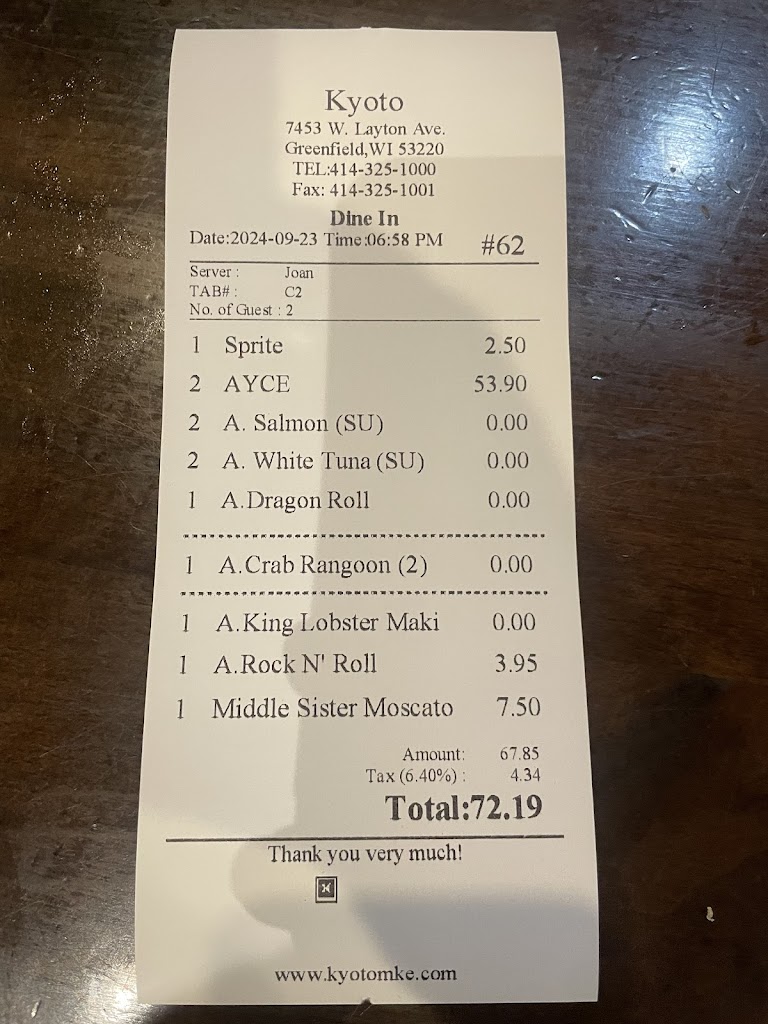 Kyoto
7453 W. Layton Ave.
Greenfield,WI 53220
TEL:414-325-1000
Fax: 414-325-1001
Dine In
Date:2024-09-23 Time:06:58 PM #62
Server : Joan
TAB# : C2
No. of Guest : 2
1 Sprite 2.50
2 AYCE 53.90
2 A. Salmon (SU) 0.00
2 A. White Tuna (SU) 0.00
1 A.Dragon Roll 0.00
1 A.Crab Rangoon (2) 0.00
1 A.King Lobster Maki 0.00
1 A.Rock N' Roll 3.95
1 Middle Sister Moscato 7.50
Amount: 67.85
Tax (6.40%) : 4.34
Total:72.19
Thank you very much!
www.kyotomke.com